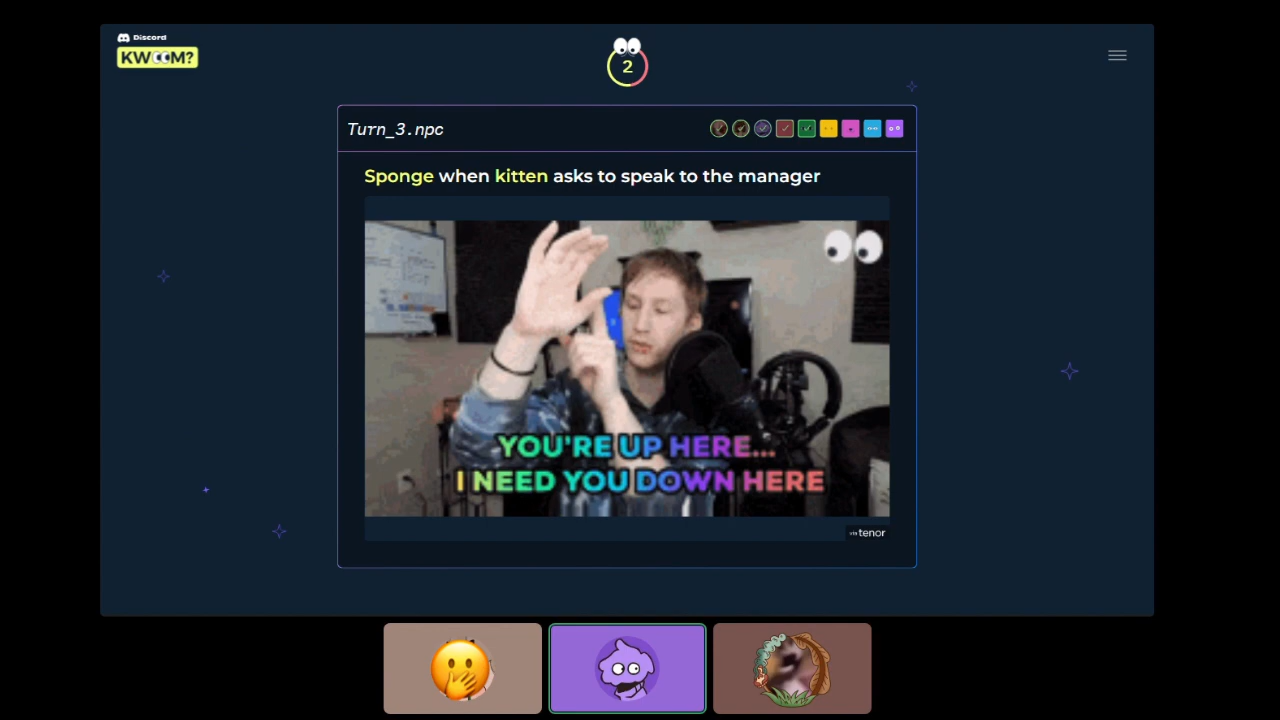 Discord
KWOOM?
2
Turn_3.npc
Sponge when kitten asks to speak to the manager
YOU'RE UP HERE...
I NEED YOU DOWN HERE
via tenor